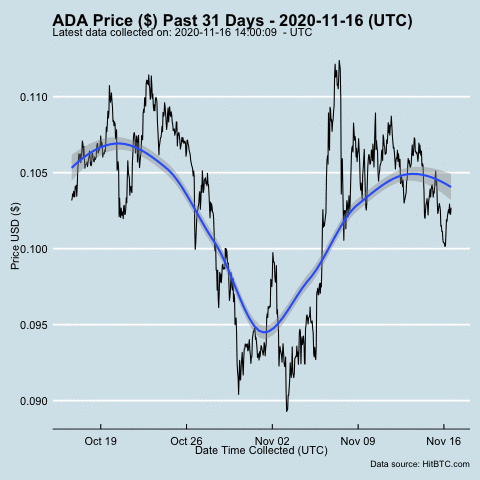 ADA Price ($) Past 31 Days - 2020-11-16 (UTC)
Latest data collected on: 2020-11-16 14:00:09 - UTC
Price USD ($)
0.110
0.105
0.100
0.095
0.090
Oct 19 Oct 26 Nov 02 Nov 09 Nov 16
Date Time Collected (UTC)
Data source: HitBTC.com